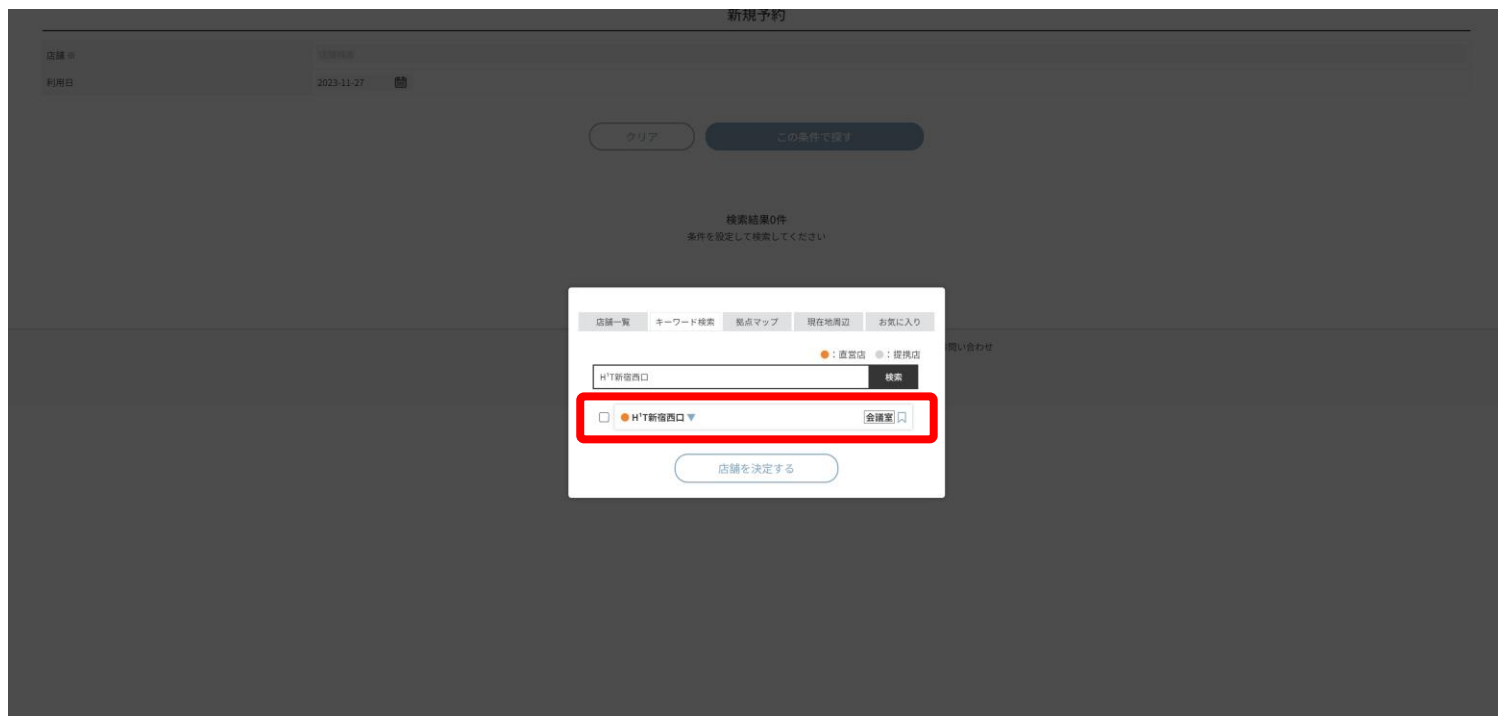 新規予約
店舗 ※
店舗検索
利用日
2023-11-27
クリア
この条件で探す
検索結果0件
条件を設定して検索してください
店舗一覧 キーワード検索 拠点マップ 現在地周辺 お気に入り
●：直営店 ●：提携店
H¹T新宿西口
検索
H¹T新宿西口 ▼ 会議室
店舗を決定する
問い合わせ